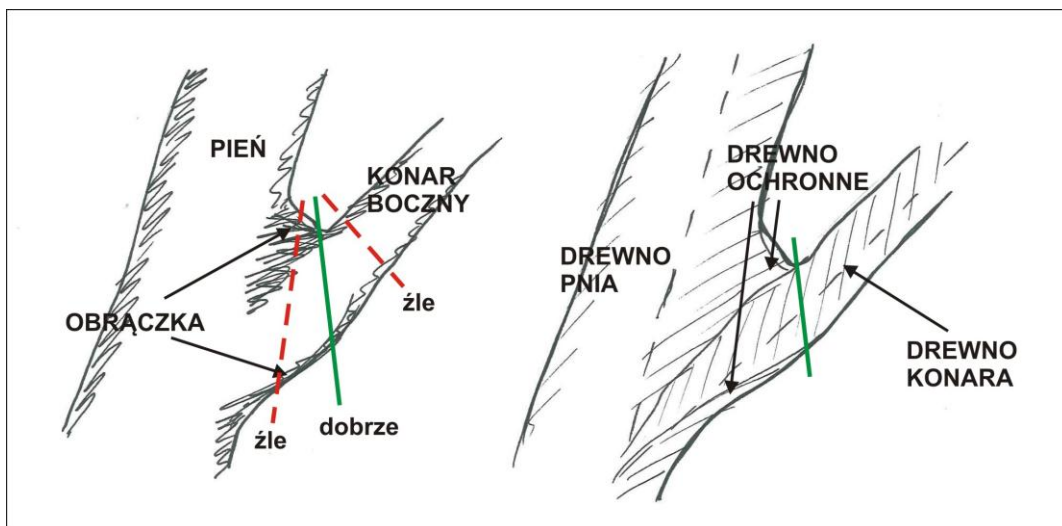 PIEŃ
KONAR
BOCZNY
źle
OBRĄCZKA
źle
dobrze
DREWNO
OCHRONNE
DREWNO
PNIA
DREWNO
KONARA